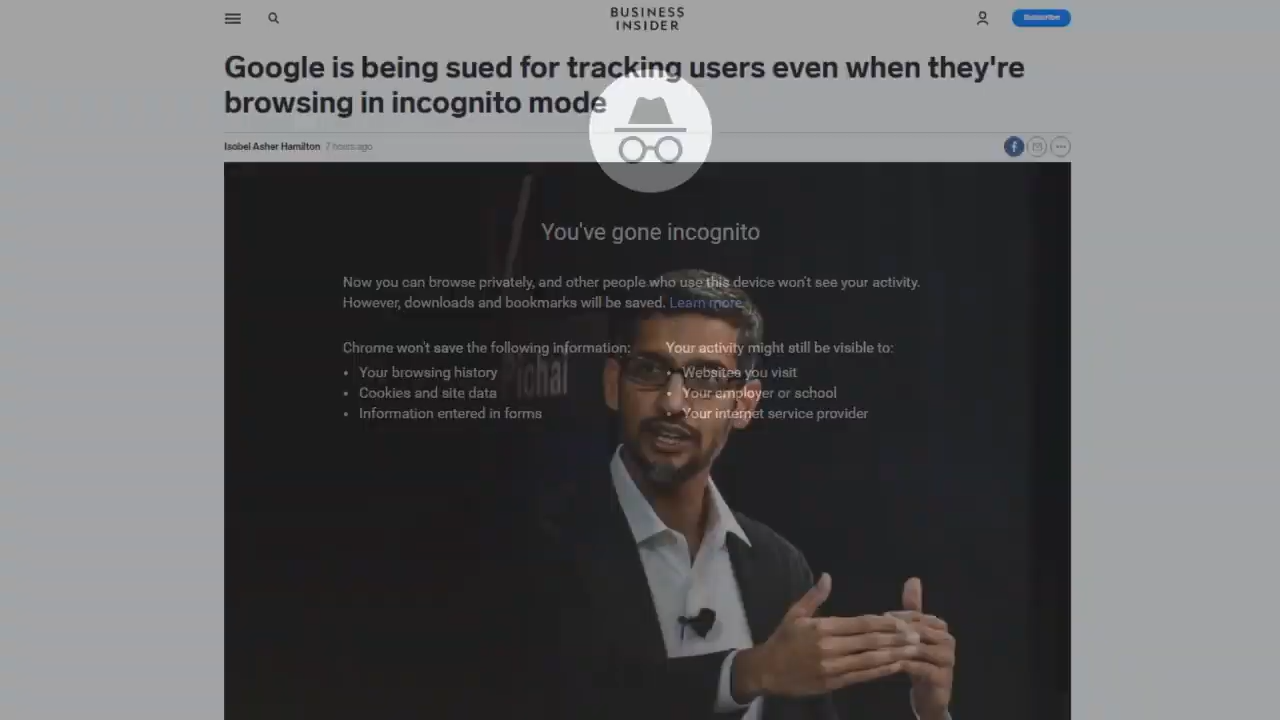 BUSINESS
INSIDER
Subscribe
Google is being sued for tracking users even when they're
browsing in incognito mode
Isobel Asher Hamilton 7 hours ago
You've gone incognito
Now you can browse privately, and other people who use this device won't see your activity.
However, downloads and bookmarks will be saved. Learn more
Chrome won't save the following information:
Your browsing history
Cookies and site data
Information entered in forms
Your activity might still be visible to:
Websites you visit
Your employer or school
Your internet service provider
Pichai